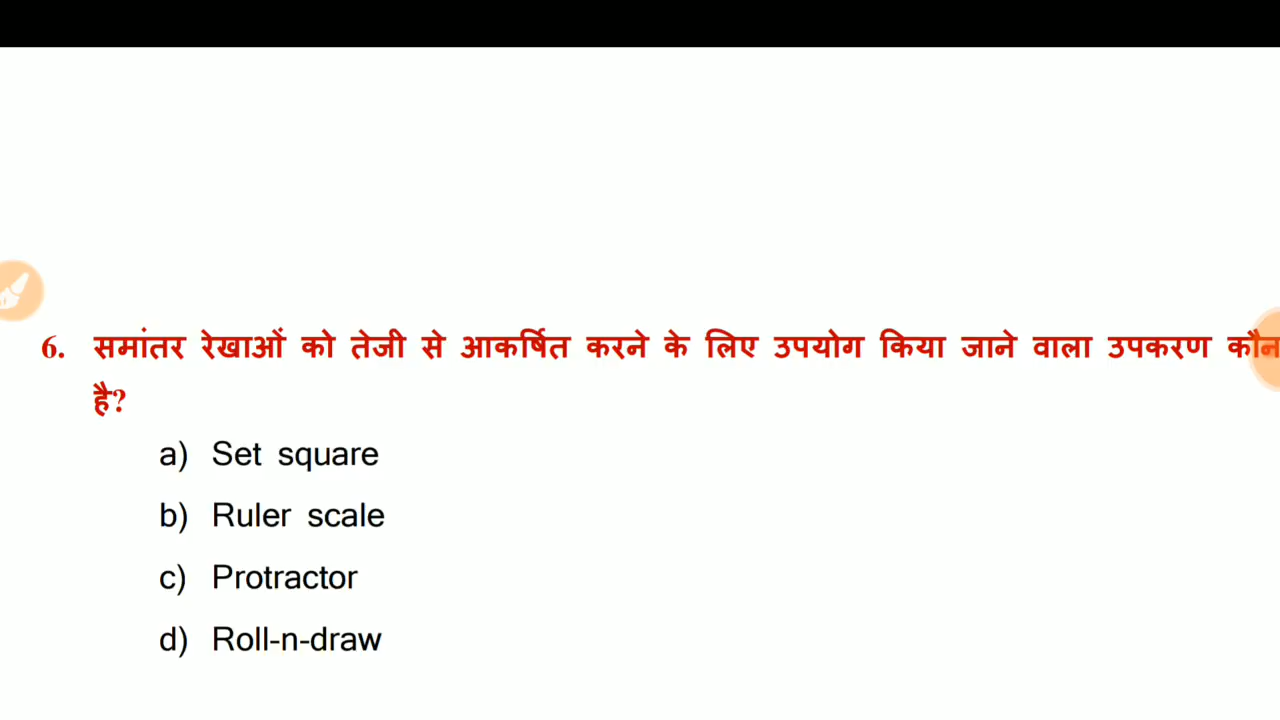 6. समांतर रेखाओं को तेजी से आकर्षित करने के लिए उपयोग किया जाने वाला उपकरण कौन
है?
a) Set square
b) Ruler scale
c) Protractor
d) Roll-n-draw